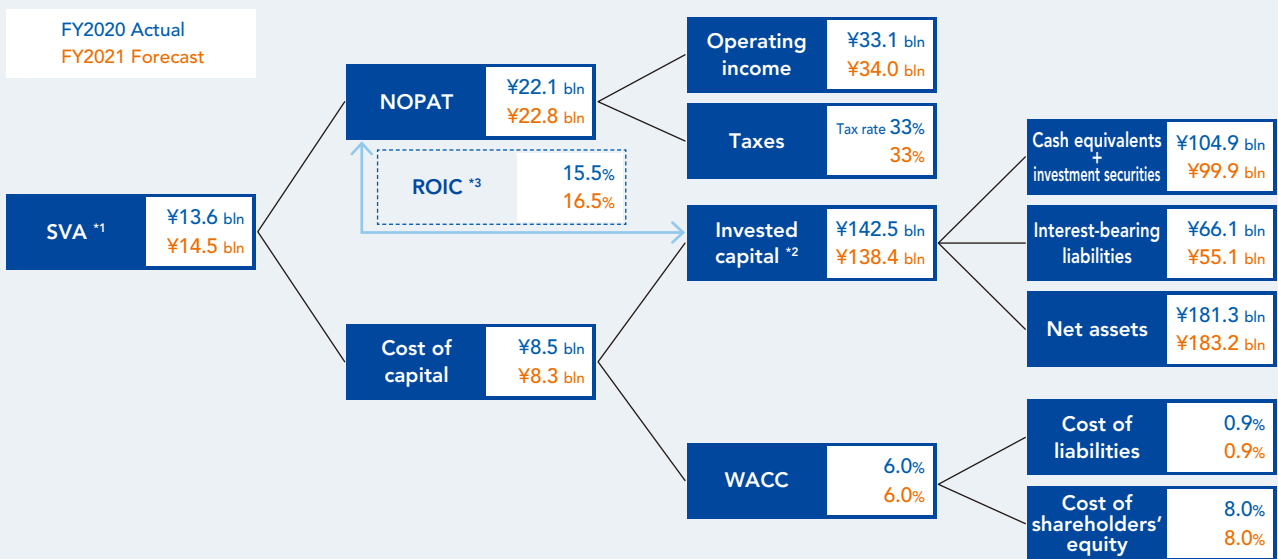 FY2020 Actual
FY2021 Forecast
SVA *1
¥13.6 bln
¥14.5 bln
NOPAT
¥22.1 bln
¥22.8 bln
ROIC *3
15.5%
16.5%
Cost of
capital
¥8.5 bln
¥8.3 bln
Operating
income
¥33.1 bln
¥34.0 bln
Taxes
Tax rate 33%
33%
Invested
capital *2
¥142.5 bln
¥138.4 bln
WACC
6.0%
6.0%
Cash equivalents
+
investment securities
¥104.9 bln
¥99.9 bln
Interest-bearing
liabilities
¥66.1 bln
¥55.1 bln
Net assets
¥181.3 bln
¥183.2 bln
Cost of
liabilities
0.9%
0.9%
Cost of
shareholders'
equity
8.0%
8.0%